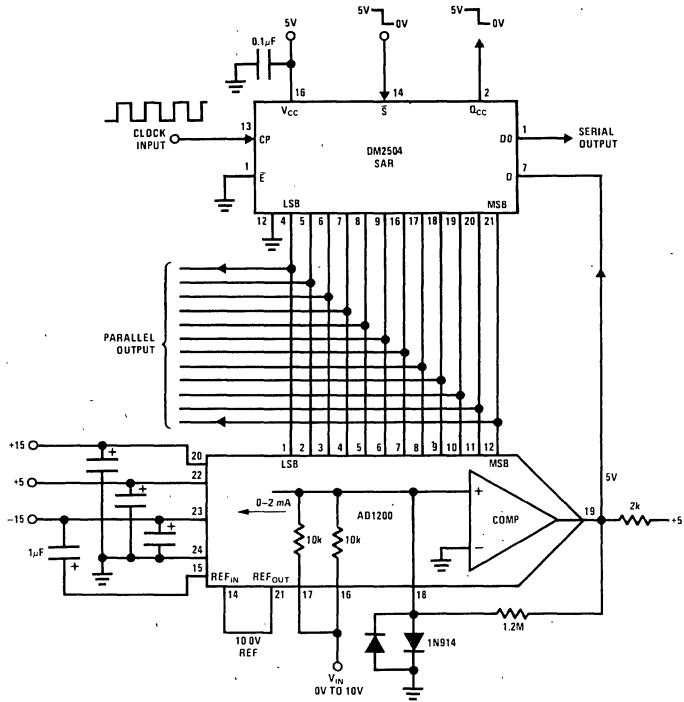 5V
0.1µF
5V
0V
5V
0V
16
14
2
VCC
S̄
QCC
CLOCK
INPUT
13
CP
DM2504
SAR
DO
1
SERIAL
OUTPUT
1
Ē
D
7
LSB
MSB
12
4
5
6
7
8
9
16
17
18
19
20
21
PARALLEL
OUTPUT
1
2
3
4
5
6
7
8
9
10
11
12
LSB
MSB
+15
20
+5
22
-15
23
24
1µF
15
0-2 mA
AD1200
10k
10k
COMP
19
5V
2k
+5
REFIN
REFOUT
14
21
17
16
18
10 0V
REF
1N914
1.2M
VIN
0V TO 10V